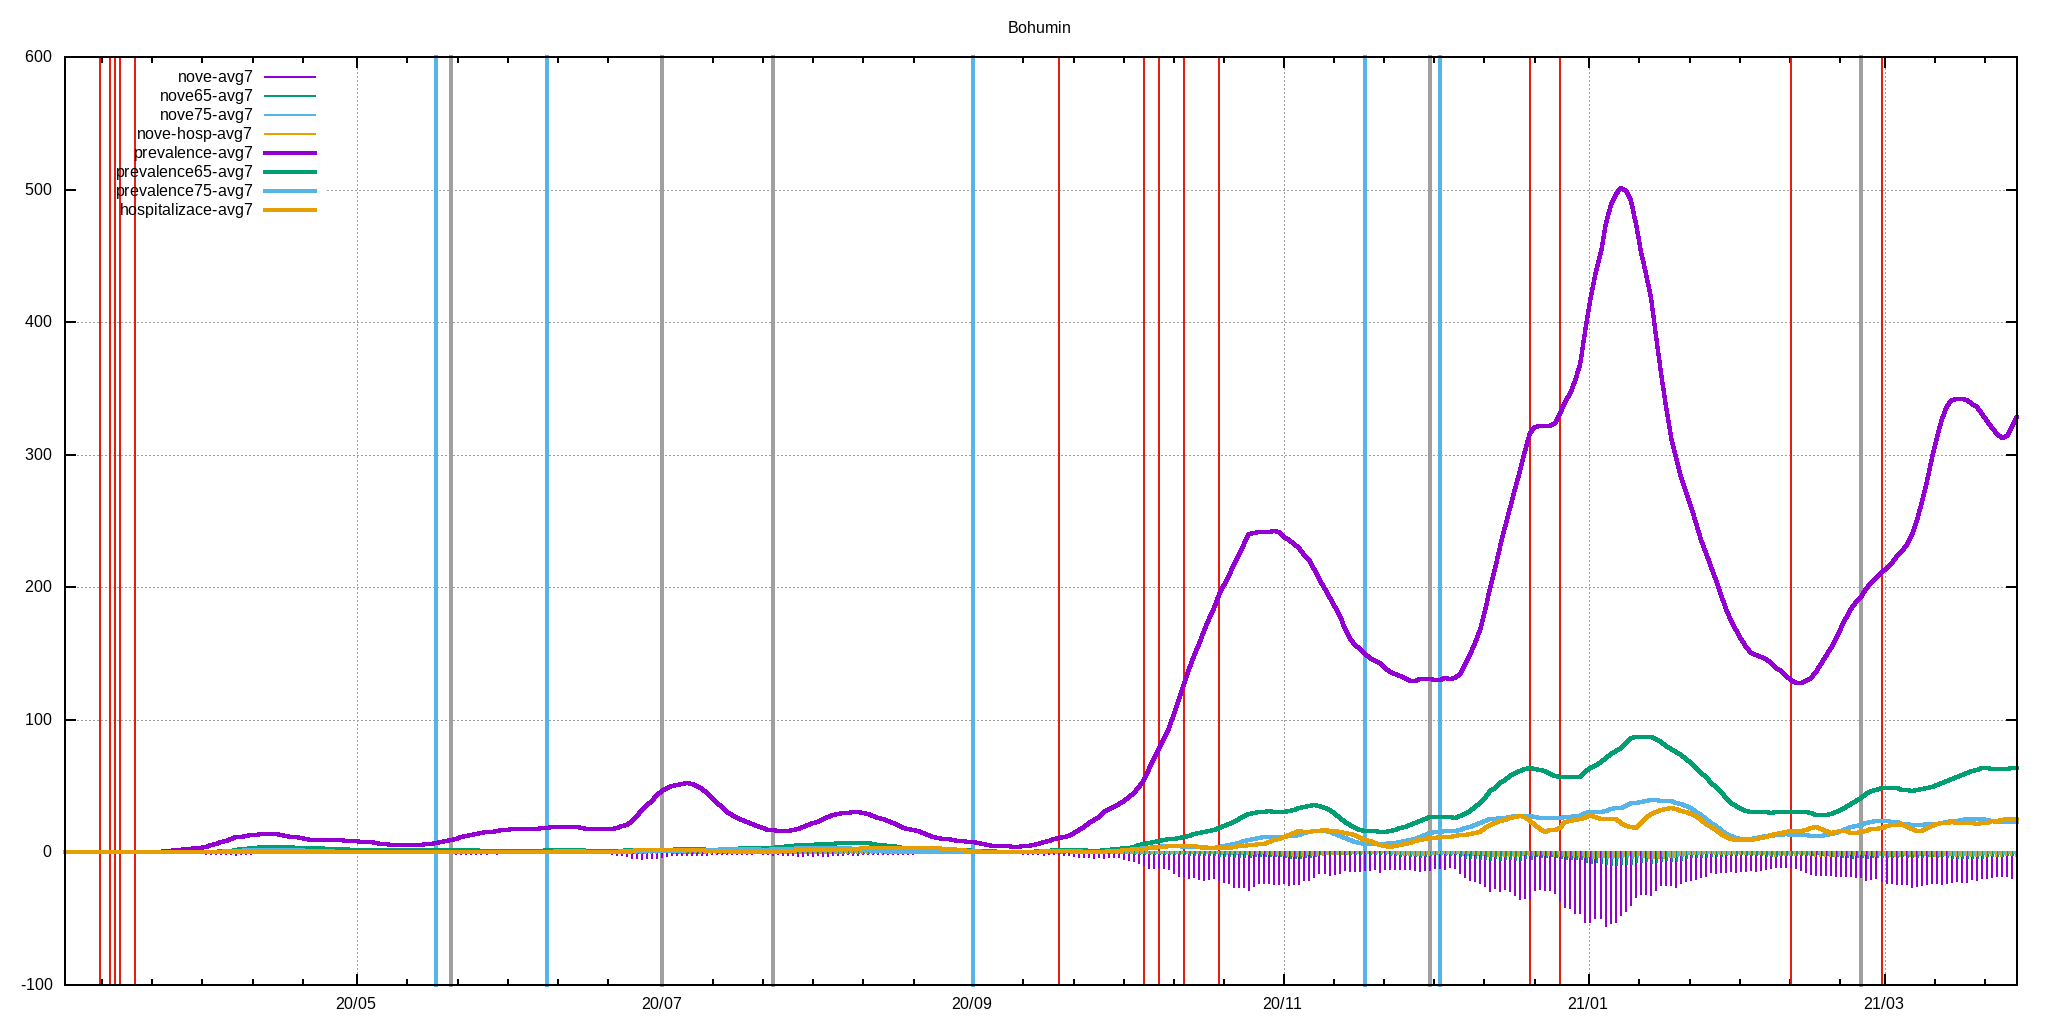 Bohumin
600
500
400
300
200
100
0
-100
nove-avg7
nove65-avg7
nove75-avg7
nove-hosp-avg7
prevalence-avg7
prevalence65-avg7
prevalence75-avg7
hospitalizace-avg7
20/05 20/07 20/09 20/11 21/01 21/03